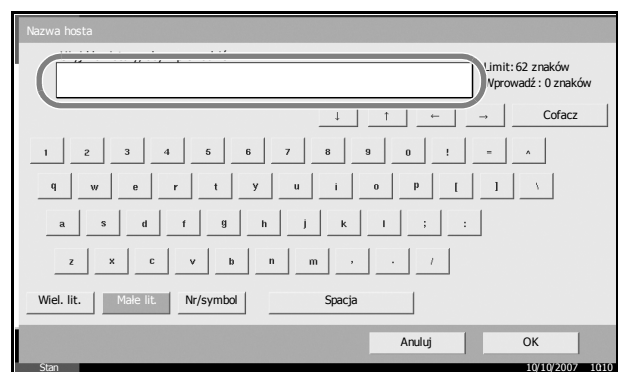 Nazwa hosta
Limit: 62 znaków
Wprowadź : 0 znaków
↓ ↑ ← → Cofacz
1 2 3 4 5 6 7 8 9 0 ! = ^
q w e r t y u i o p [ ] \
a s d f g h j k l ; :
z x c v b n m , . /
Wiel. lit. Małe lit. Nr/symbol Spacja
Anuluj OK
Stan 10/10/2007 10:10